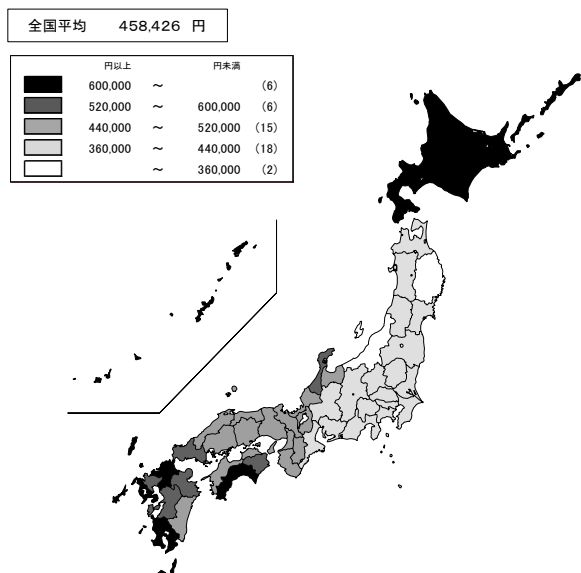 全国平均 458,426 円
円以上 円未満
600,000 ～ (6)
520,000 ～ 600,000 (6)
440,000 ～ 520,000 (15)
360,000 ～ 440,000 (18)
～ 360,000 (2)